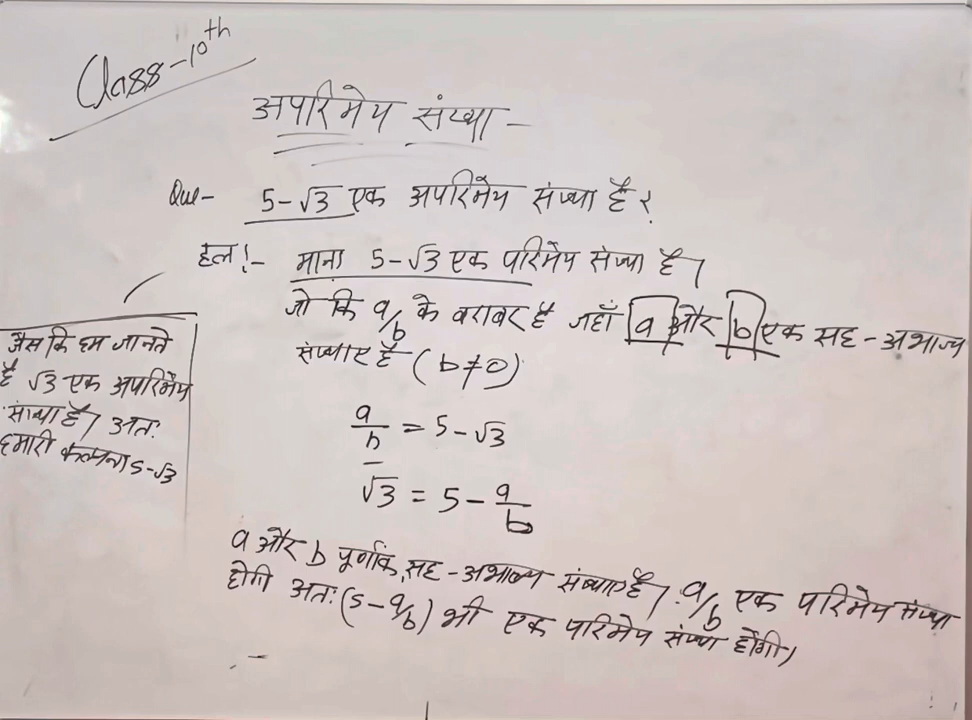 Class-10th
अपरिमेय संख्या -
Que- 5-√3 एक अपरिमेय संख्या है?
हल!- माना 5-√3 एक परिमेय संख्या है।
जो कि a/b के बराबर है जहाँ a और b एक सह-अभाज्य
संख्याए है (b≠0)
a/b = 5-√3
√3 = 5-a/b
a और b पूर्णांक, सह-अभाज्य संख्याएँ है। ∴ a/b एक परिमेय संख्या
होगी अतः (5-a/b) भी एक परिमेय संख्या होगी।
जैस कि हम जानते
है √3 एक अपरिमेय
संख्या है। अतः
हमारी कल्पना 5-√3